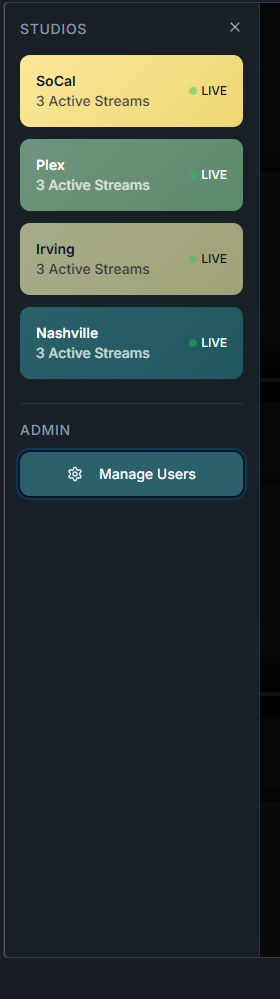 STUDIOS
SoCal
3 Active Streams
LIVE
Plex
3 Active Streams
LIVE
Irving
3 Active Streams
LIVE
Nashville
3 Active Streams
LIVE
ADMIN
Manage Users